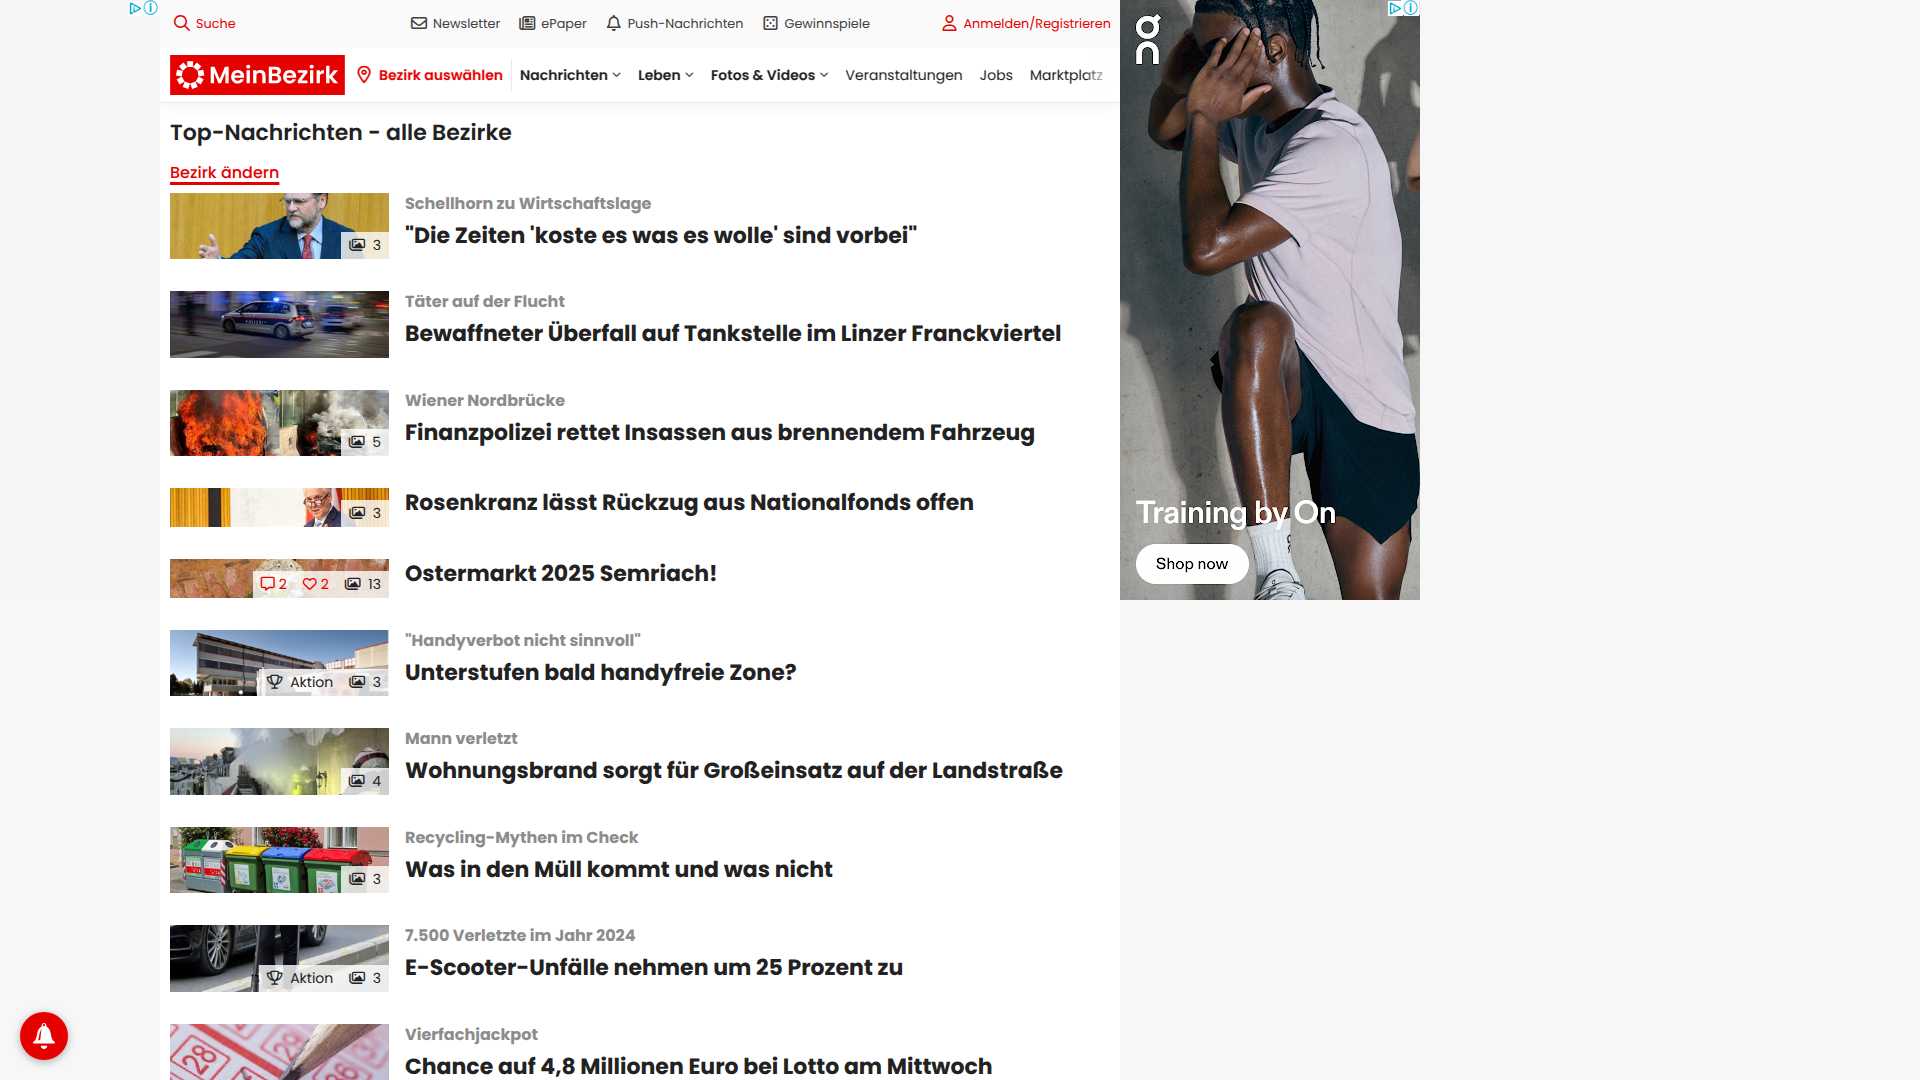 Suche
Newsletter
ePaper
Push-Nachrichten
Gewinnspiele
Anmelden/Registrieren
MeinBezirk
Bezirk auswählen
Nachrichten
Leben
Fotos & Videos
Veranstaltungen
Jobs
Marktplatz
Top-Nachrichten - alle Bezirke
Bezirk ändern
3
Schellhorn zu Wirtschaftslage
"Die Zeiten 'koste es was es wolle' sind vorbei"
Täter auf der Flucht
Bewaffneter Überfall auf Tankstelle im Linzer Franckviertel
5
Wiener Nordbrücke
Finanzpolizei rettet Insassen aus brennendem Fahrzeug
3
Rosenkranz lässt Rückzug aus Nationalfonds offen
2 2 13
Ostermarkt 2025 Semriach!
Aktion 3
"Handyverbot nicht sinnvoll"
Unterstufen bald handyfreie Zone?
4
Mann verletzt
Wohnungsbrand sorgt für Großeinsatz auf der Landstraße
3
Recycling-Mythen im Check
Was in den Müll kommt und was nicht
Aktion 3
7.500 Verletzte im Jahr 2024
E-Scooter-Unfälle nehmen um 25 Prozent zu
28 29 36
Vierfachjackpot
Chance auf 4,8 Millionen Euro bei Lotto am Mittwoch
on
Training by On
Shop now